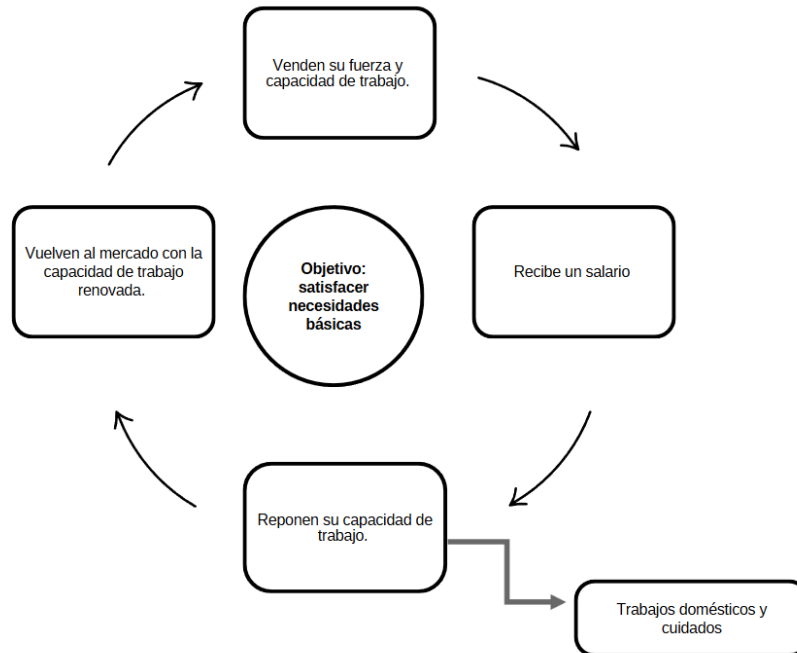 Venden su fuerza y
capacidad de trabajo.
Vuelven al mercado con la
capacidad de trabajo
renovada.
Objetivo:
satisfacer
necesidades
básicas
Recibe un salario
Reponen su capacidad de
trabajo.
Trabajos domésticos y
cuidados